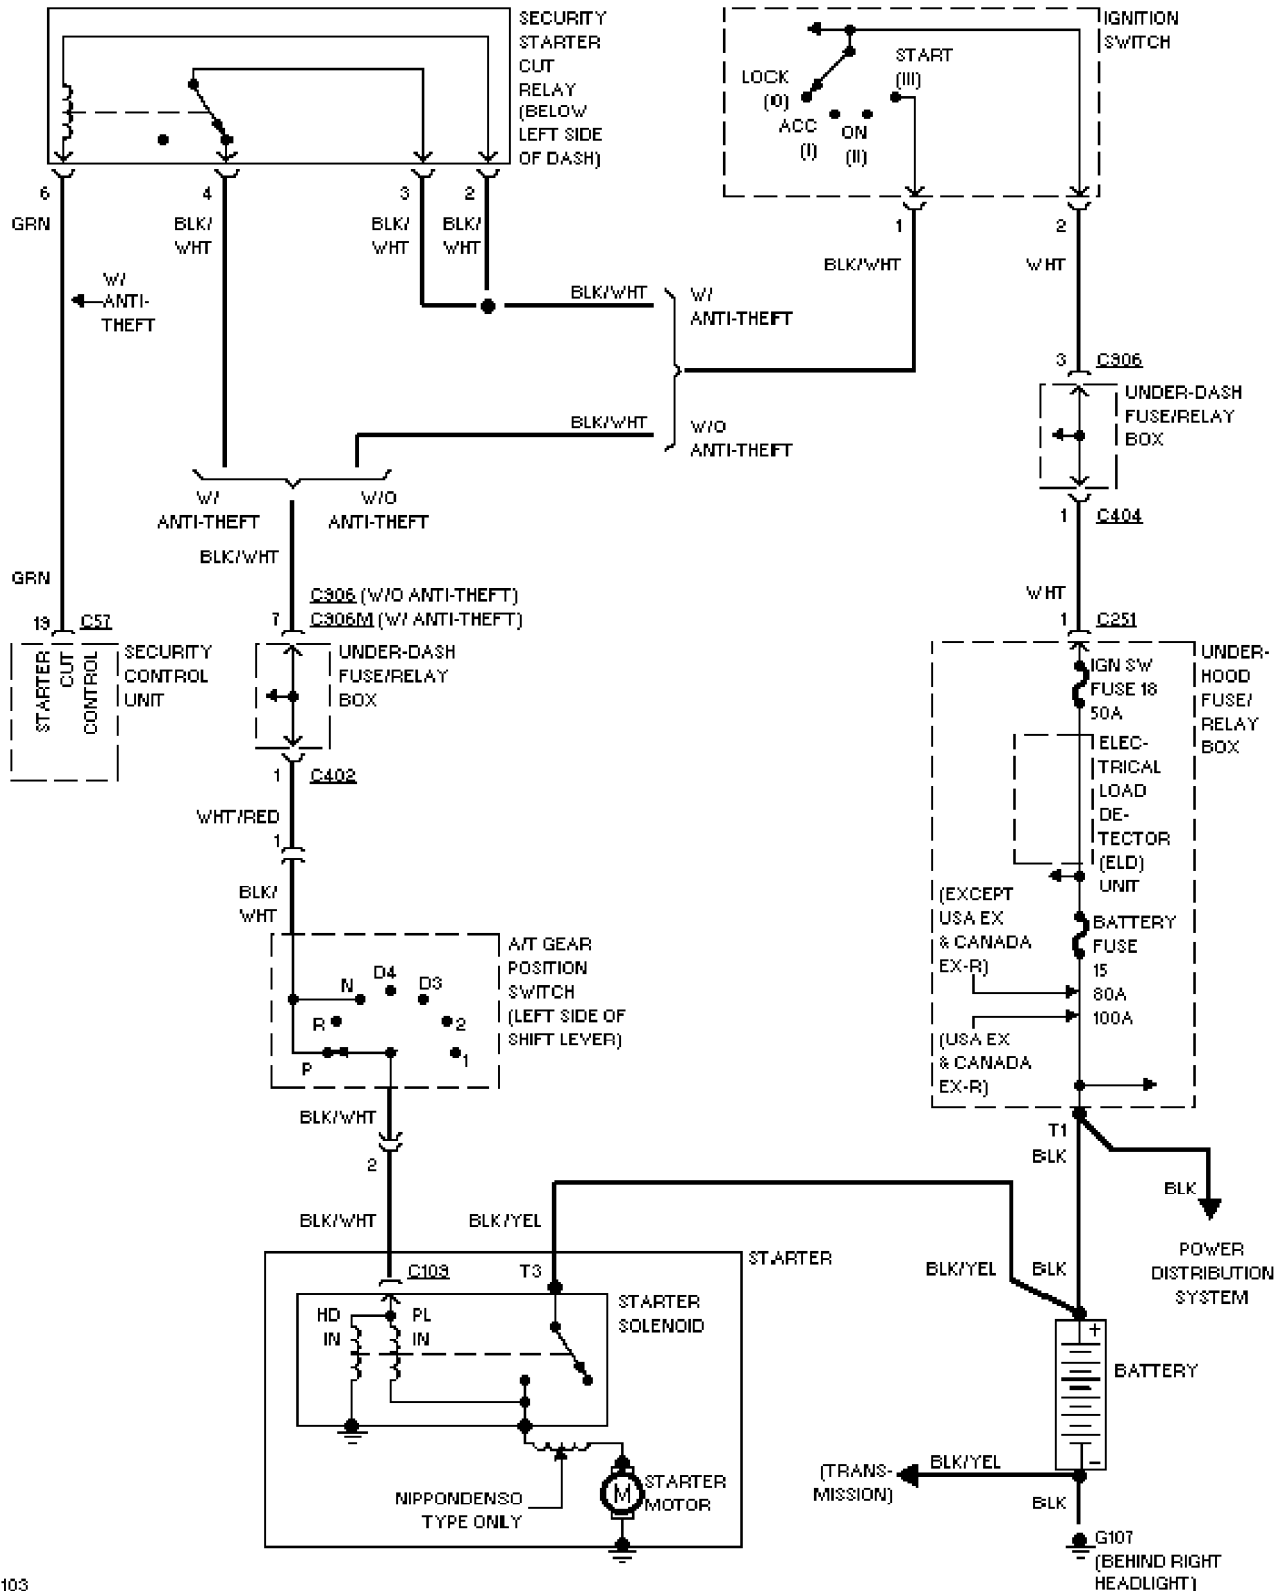 SECURITY
STARTER
CUT
RELAY
(BELOW
LEFT SIDE
OF DASH)
IGNITION
SWITCH
START
(III)
LOCK
(I0)
ACC
(I)
ON
(II)
6
4
3
2
1
2
GRN
BLK/
WHT
BLK/
WHT
BLK/
WHT
BLK/WHT
WHT
W/
ANTI-
THEFT
BLK/WHT
W/
ANTI-THEFT
BLK/WHT
W/O
ANTI-THEFT
3
C906
UNDER-DASH
FUSE/RELAY
BOX
1
C404
W/
ANTI-THEFT
W/O
ANTI-THEFT
BLK/WHT
GRN
WHT
C906 (W/O ANTI-THEFT)
7
C906M (W/ ANTI-THEFT)
19
C57
1
C251
STARTER
CUT
CONTROL
SECURITY
CONTROL
UNIT
UNDER-DASH
FUSE/RELAY
BOX
1
C402
WHT/RED
1
BLK/
WHT
IGN SW
FUSE 18
50A
UNDER-
HOOD
FUSE/
RELAY
BOX
ELEC-
TRICAL
LOAD
DE-
TECTOR
(ELD)
UNIT
(EXCEPT
USA EX
& CANADA
EX-R)
BATTERY
FUSE
15
80A
100A
(USA EX
& CANADA
EX-R)
A/T GEAR
POSITION
SWITCH
(LEFT SIDE OF
SHIFT LEVER)
N
D4
D3
R
2
P
1
BLK/WHT
2
T1
BLK
BLK
POWER
DISTRIBUTION
SYSTEM
BLK/WHT
BLK/YEL
BLK/YEL
BLK
C109
T3
STARTER
HD
IN
PL
IN
STARTER
SOLENOID
+
BATTERY
−
NIPPONDENSO
TYPE ONLY
M
STARTER
MOTOR
(TRANS-
MISSION)
BLK/YEL
BLK
G107
(BEHIND RIGHT
HEADLIGHT)
103